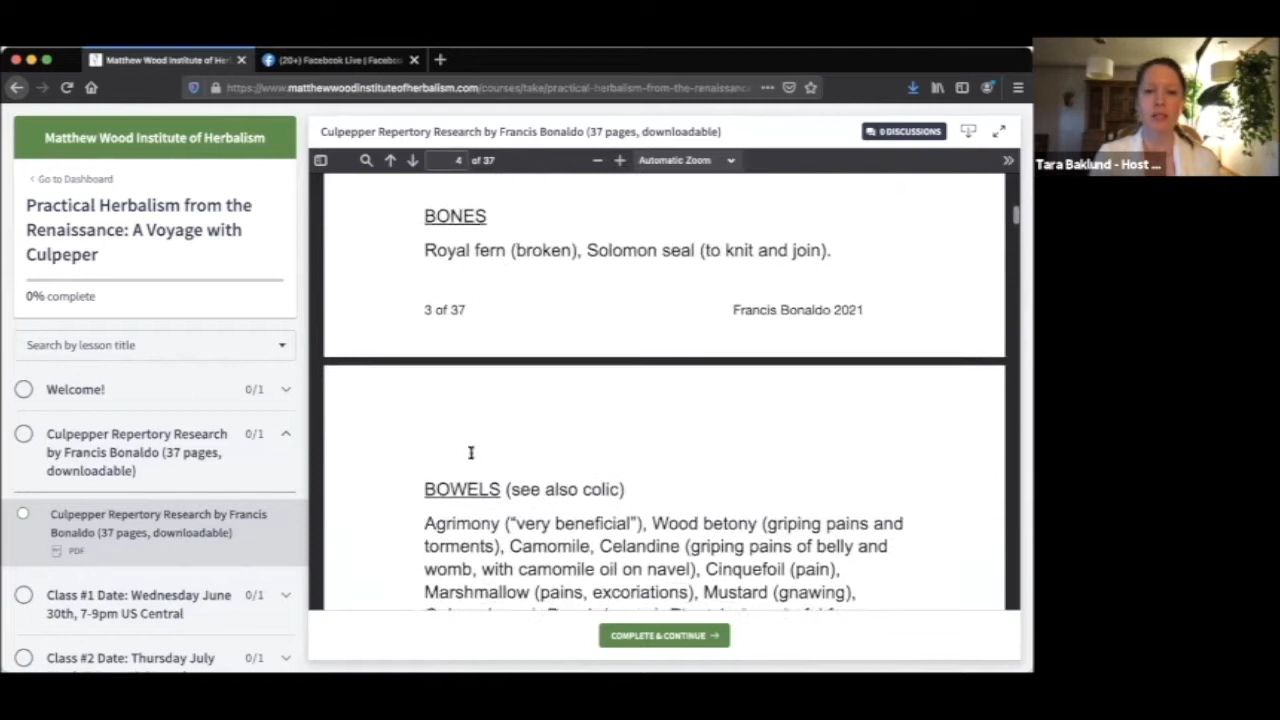 Matthew Wood Institute of Her
(20+) Facebook Live | Facebo
https://www.matthewwoodinstituteofherbalism.com/courses/take/practical-herbalism-from-the-renaissance
Matthew Wood Institute of Herbalism
Go to Dashboard
Practical Herbalism from the
Renaissance: A Voyage with
Culpeper
0% complete
Search by lesson title
Welcome! 0/1
Culpepper Repertory Research 0/1
by Francis Bonaldo (37 pages,
downloadable)
Culpepper Repertory Research by Francis
Bonaldo (37 pages, downloadable)
PDF
Class #1 Date: Wednesday June 0/1
30th, 7-9pm US Central
Class #2 Date: Thursday July 0/1
Culpepper Repertory Research by Francis Bonaldo (37 pages, downloadable)
0 DISCUSSIONS
4 of 37
Automatic Zoom
BONES
Royal fern (broken), Solomon seal (to knit and join).
3 of 37 Francis Bonaldo 2021
BOWELS (see also colic)
Agrimony (“very beneficial”), Wood betony (griping pains and
torments), Camomile, Celandine (griping pains of belly and
womb, with camomile oil on navel), Cinquefoil (pain),
Marshmallow (pains, excoriations), Mustard (gnawing),
COMPLETE & CONTINUE →
Tara Baklund - Host ...